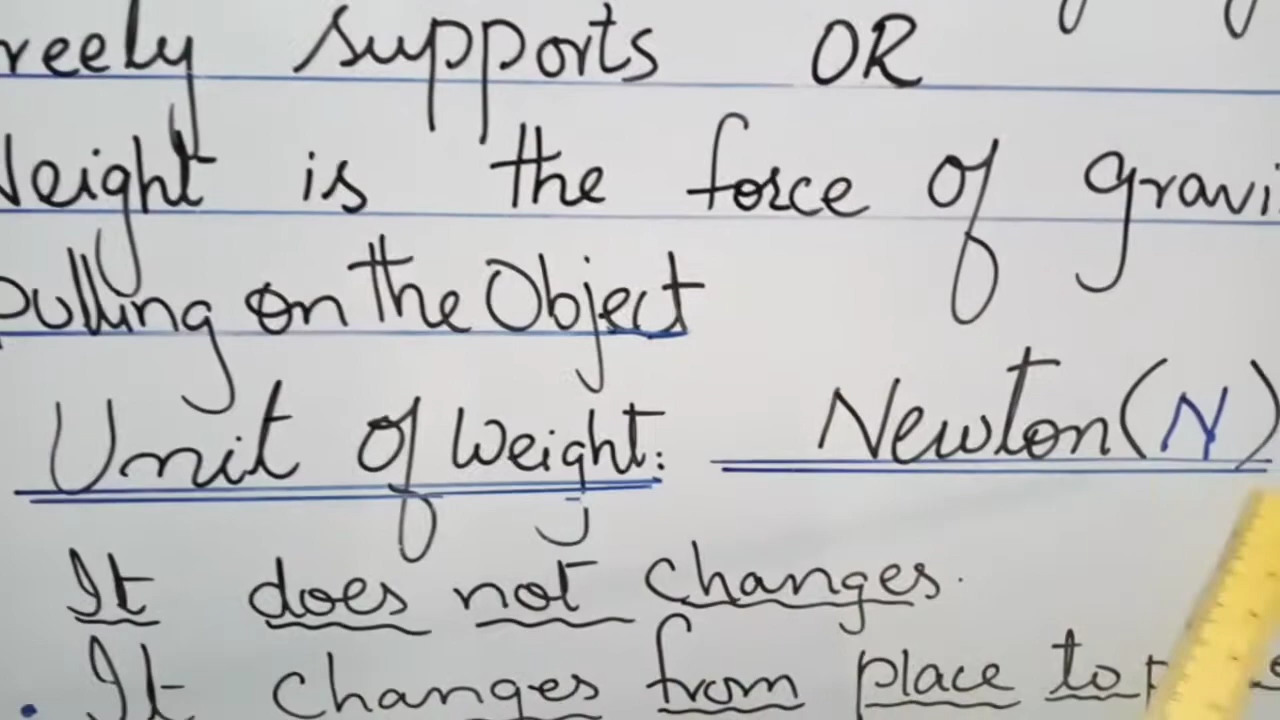 reely supports OR
Weight is the force of gravi
pulling on the Object
Unit of Weight: Newton (N)
It does not changes.
. It changes from place to